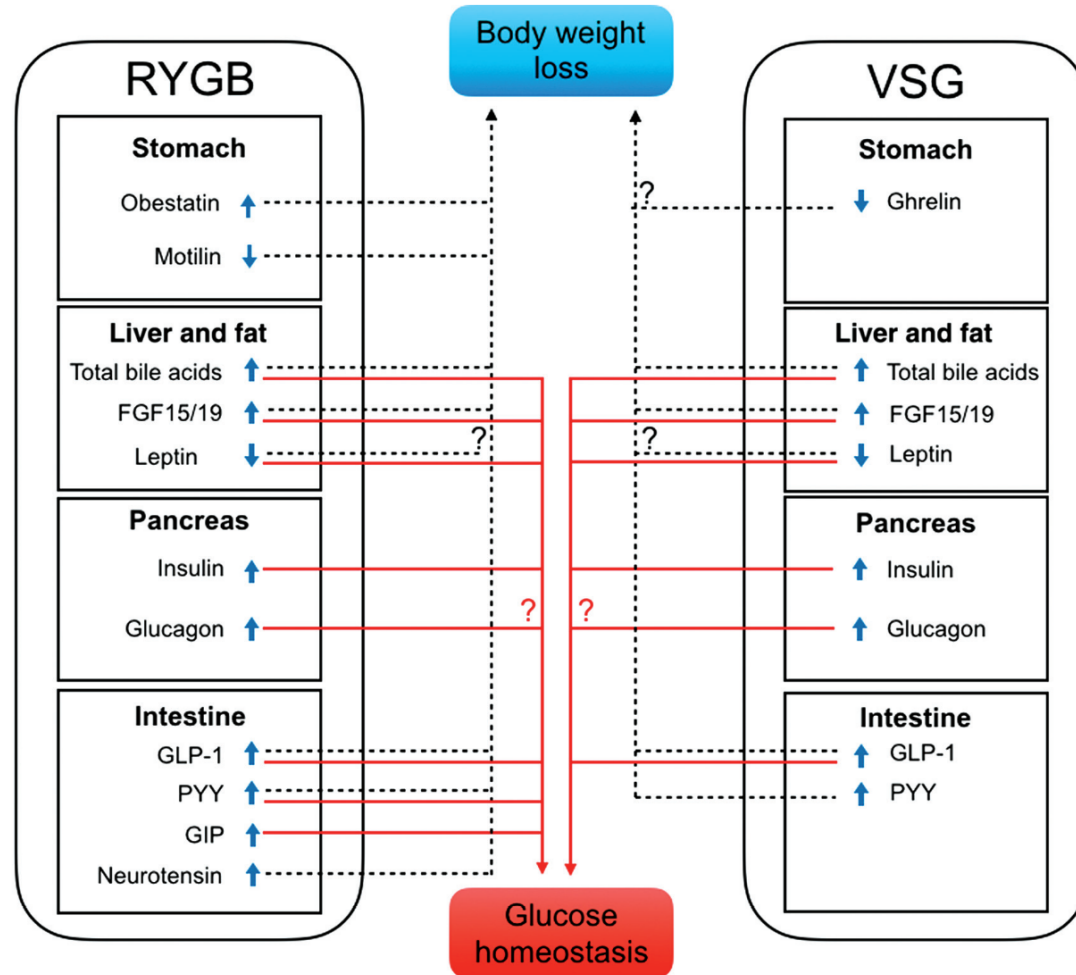 Body weight
loss
RYGB
Stomach
Obestatin
Motilin
Liver and fat
Total bile acids
FGF15/19
Leptin
?
Pancreas
Insulin
Glucagon
?
Intestine
GLP-1
PYY
GIP
Neurotensin
VSG
Stomach
?
Ghrelin
Liver and fat
Total bile acids
FGF15/19
?
Leptin
Pancreas
Insulin
?
Glucagon
Intestine
GLP-1
PYY
Glucose
homeostasis